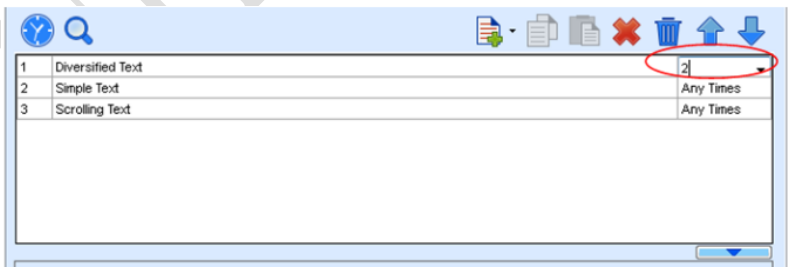 1 Diversified Text 2
2 Simple Text Any Times
3 Scrolling Text Any Times